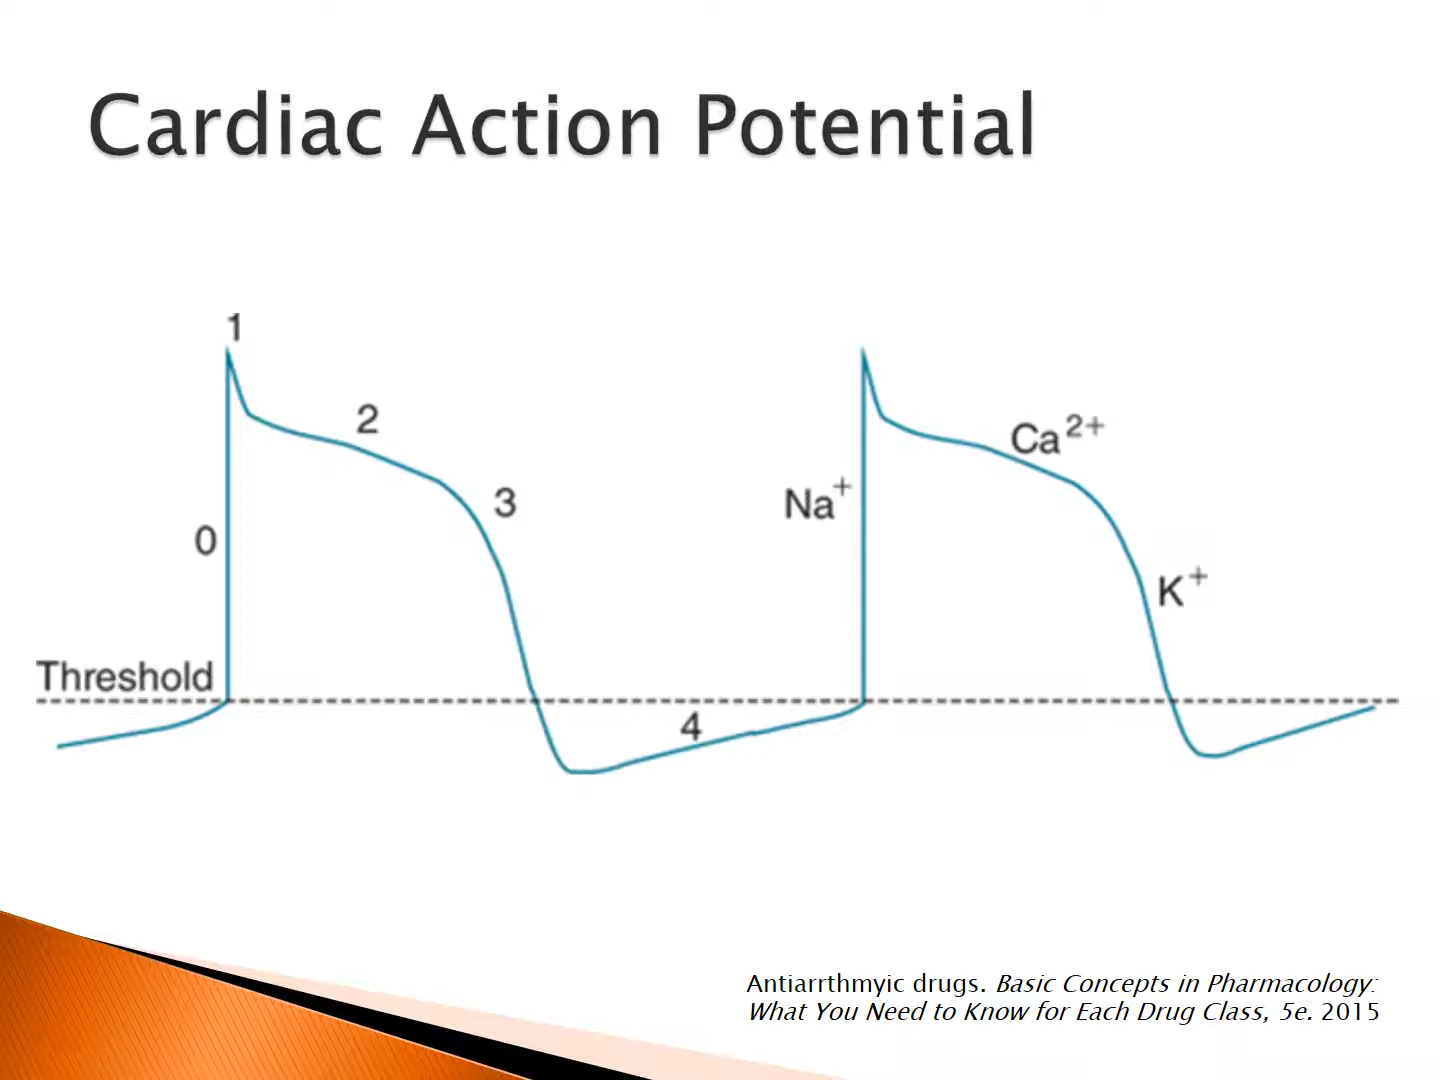 Cardiac Action Potential
1
2
3
0
Threshold
4
Na⁺
Ca²⁺
K⁺
Antiarrthmyic drugs. Basic Concepts in Pharmacology:
What You Need to Know for Each Drug Class, 5e. 2015